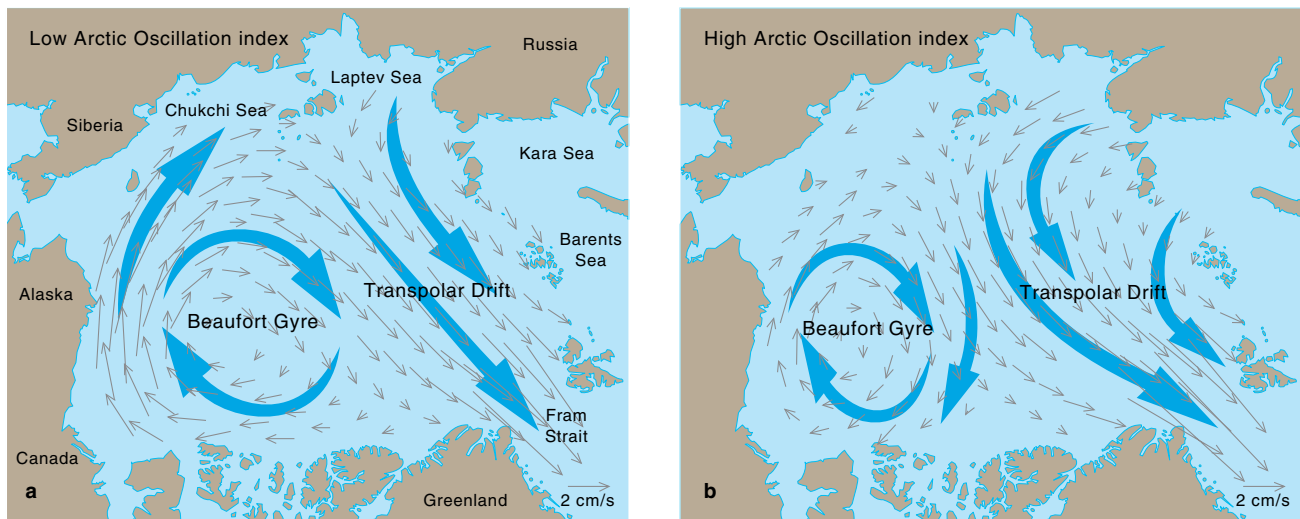 Low Arctic Oscillation index
Russia
Laptev Sea
Chukchi Sea
Siberia
Kara Sea
Barents
Sea
Alaska
Transpolar Drift
Beaufort Gyre
Fram
Strait
Canada
Greenland
2 cm/s
a
High Arctic Oscillation index
Transpolar Drift
Beaufort Gyre
2 cm/s
b